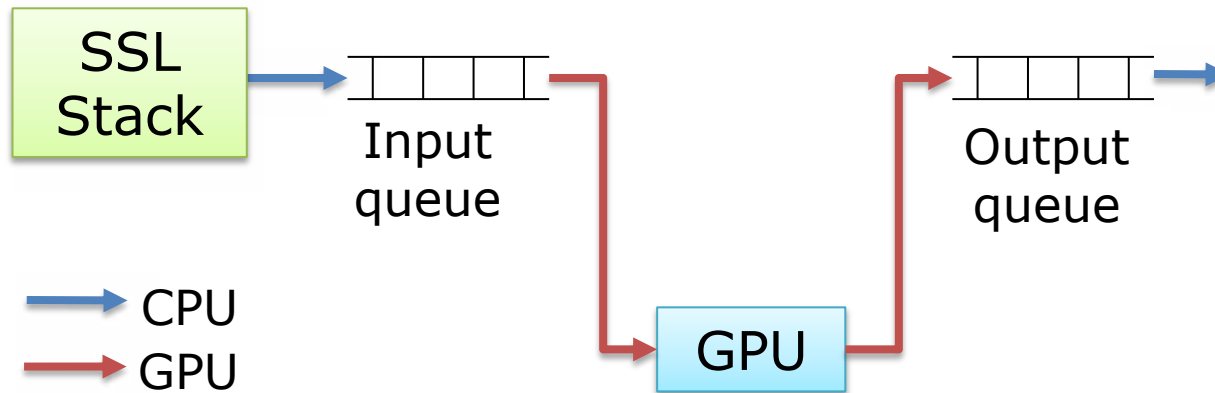 SSL
Stack
Input
queue
Output
queue
CPU
GPU
GPU